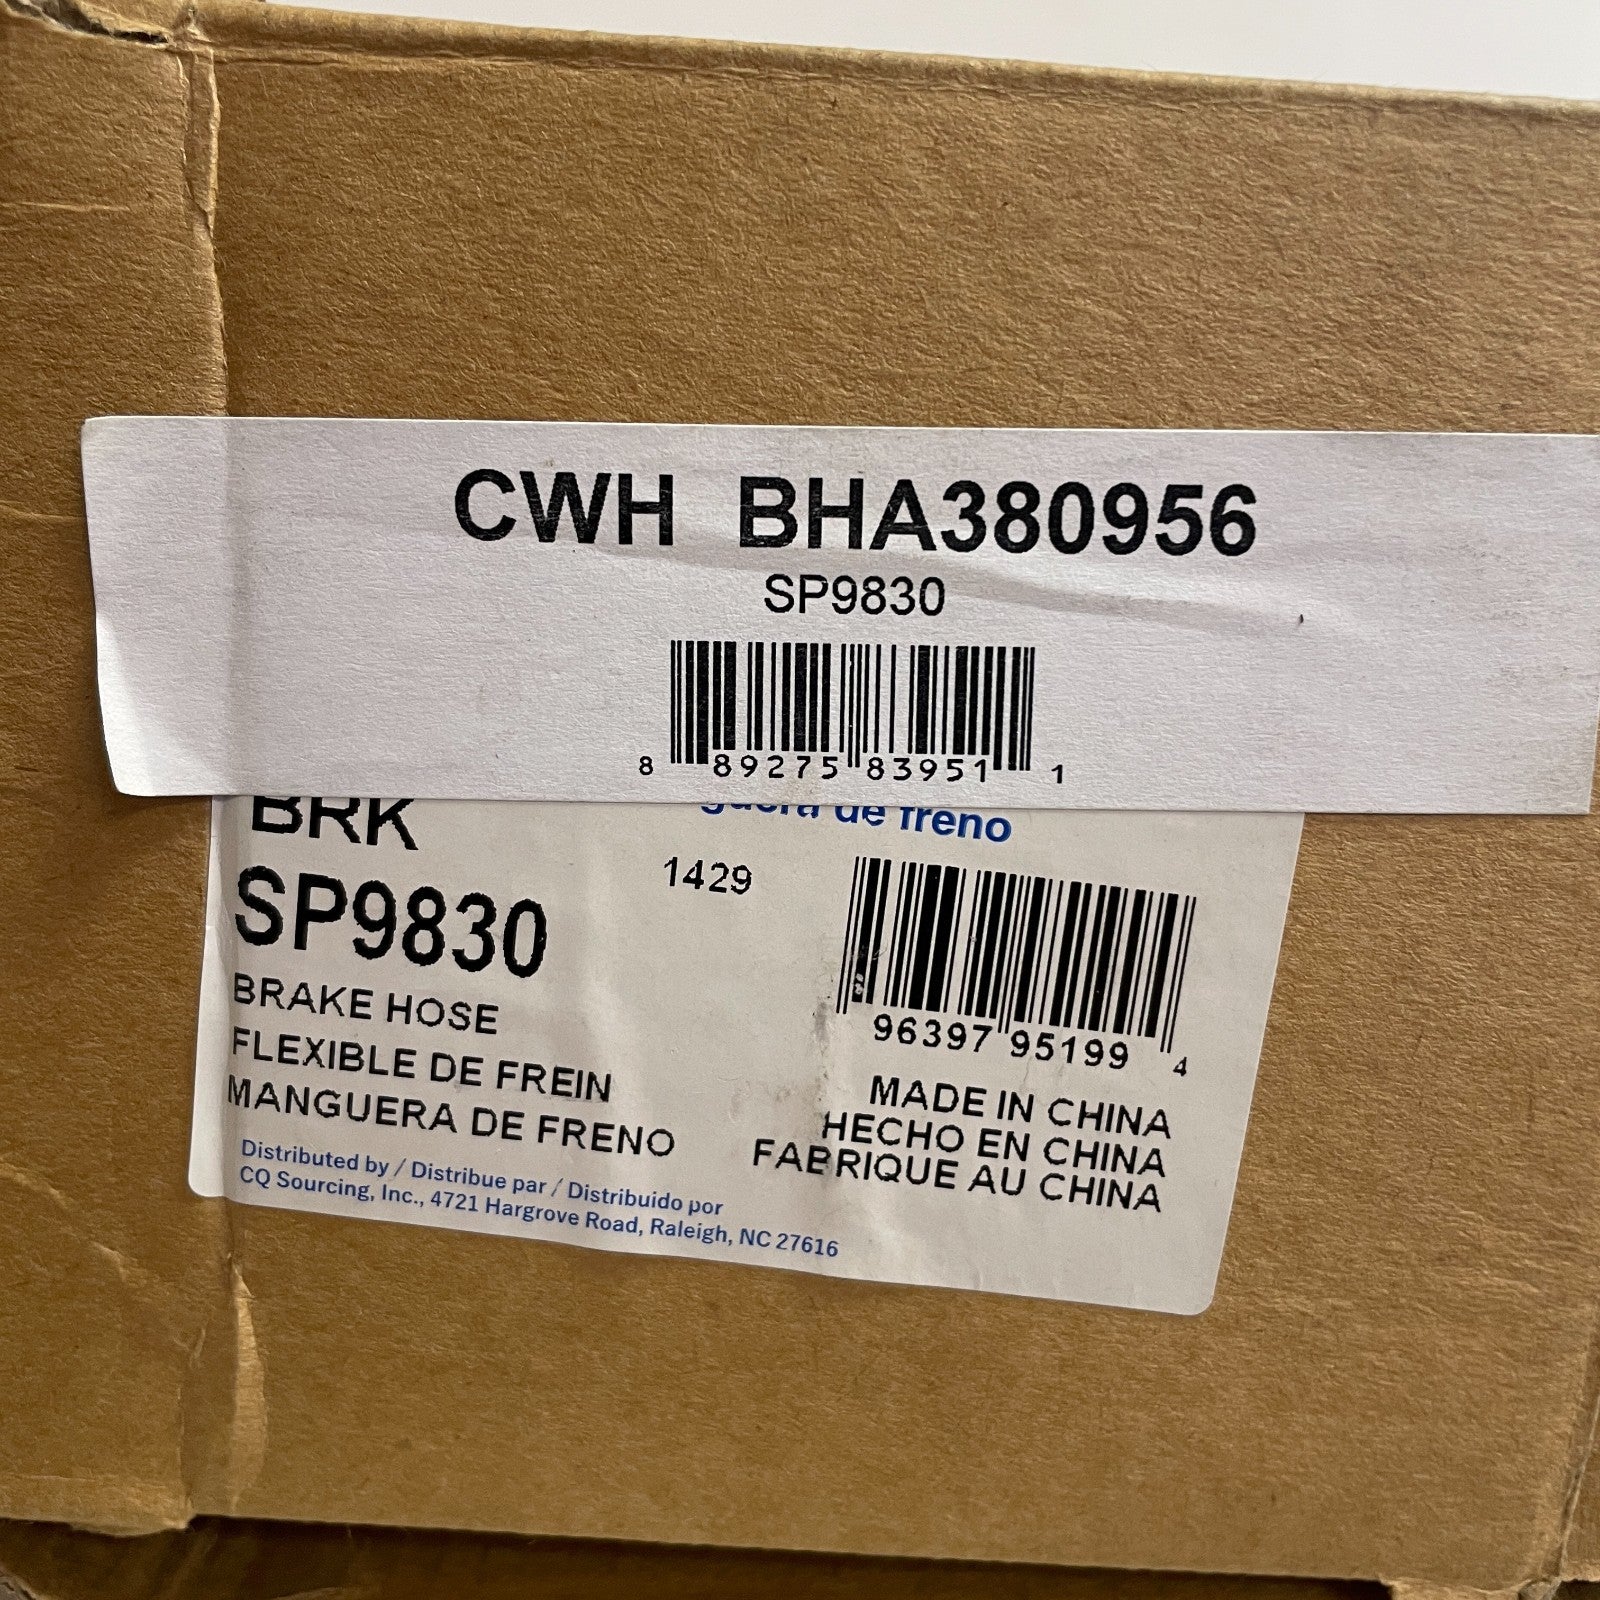 CWH BHA380956
SP9830
8 89275 83951 1
BRK
de freno
1429
SP9830
96397 95199 4
BRAKE HOSE
FLEXIBLE DE FREIN
MANGUERA DE FRENO
MADE IN CHINA
HECHO EN CHINA
FABRIQUE AU CHINA
Distributed by / Distribue par / Distribuido por
CQ Sourcing, Inc., 4721 Hargrove Road, Raleigh, NC 27616